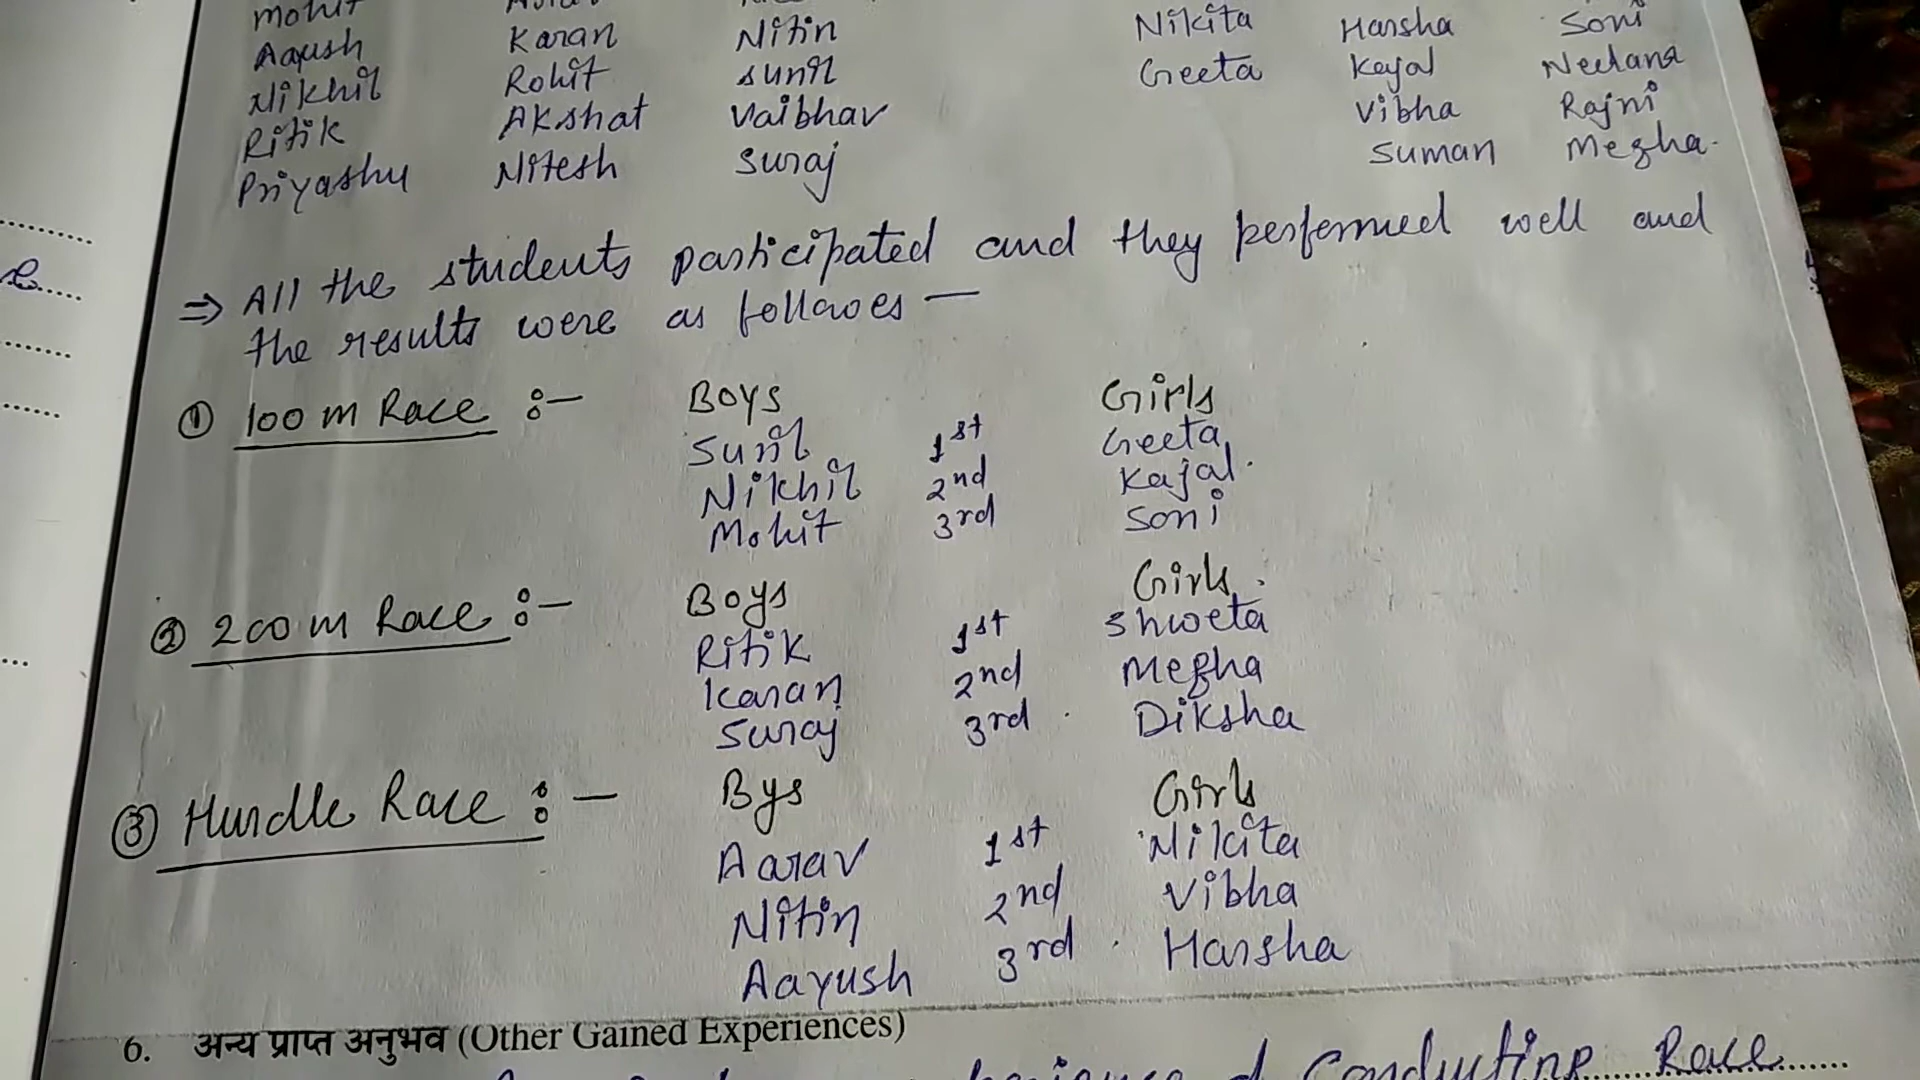 Mohit
Aayush Karan Nitin Nikita Harsha Soni
Nikhil Rohit Sunil Geeta Kajal
Ritik Akshat Vaibhav Vibha Rajni
Priyashu Nitesh Suraj Suman Megha.
⇒ All the students participated and they performed well and
the results were as followes —
① 100 m Race :— Boys Girls
Sunil 1st Geeta
Nikhil 2nd Kajal.
Mohit 3rd Soni
② 200 m Race :— Boys Girls.
Ritik 1st Shweta
Karan 2nd Megha
Suraj 3rd. Diksha
③ Hurdle Race :— Bys Girls
Aarav 1st Nikita
Nitin 2nd Vibha
Aayush 3rd. Harsha
6. अन्य प्राप्त अनुभव (Other Gained Experiences)
Conducting Race